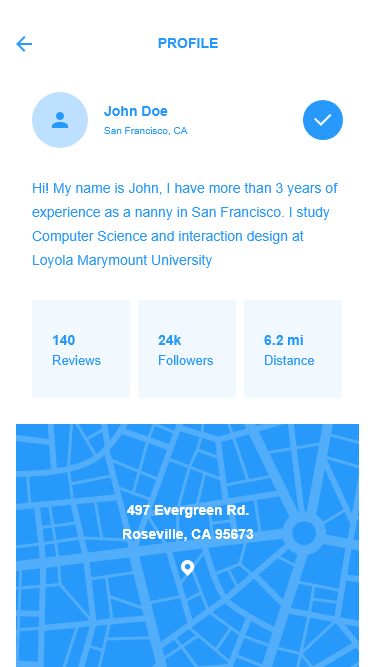 PROFILE
John Doe
San Francisco, CA
Hi! My name is John, I have more than 3 years of
experience as a nanny in San Francisco. I study
Computer Science and interaction design at
Loyola Marymount University
140
Reviews
24k
Followers
6.2 mi
Distance
497 Evergreen Rd.
Roseville, CA 95673